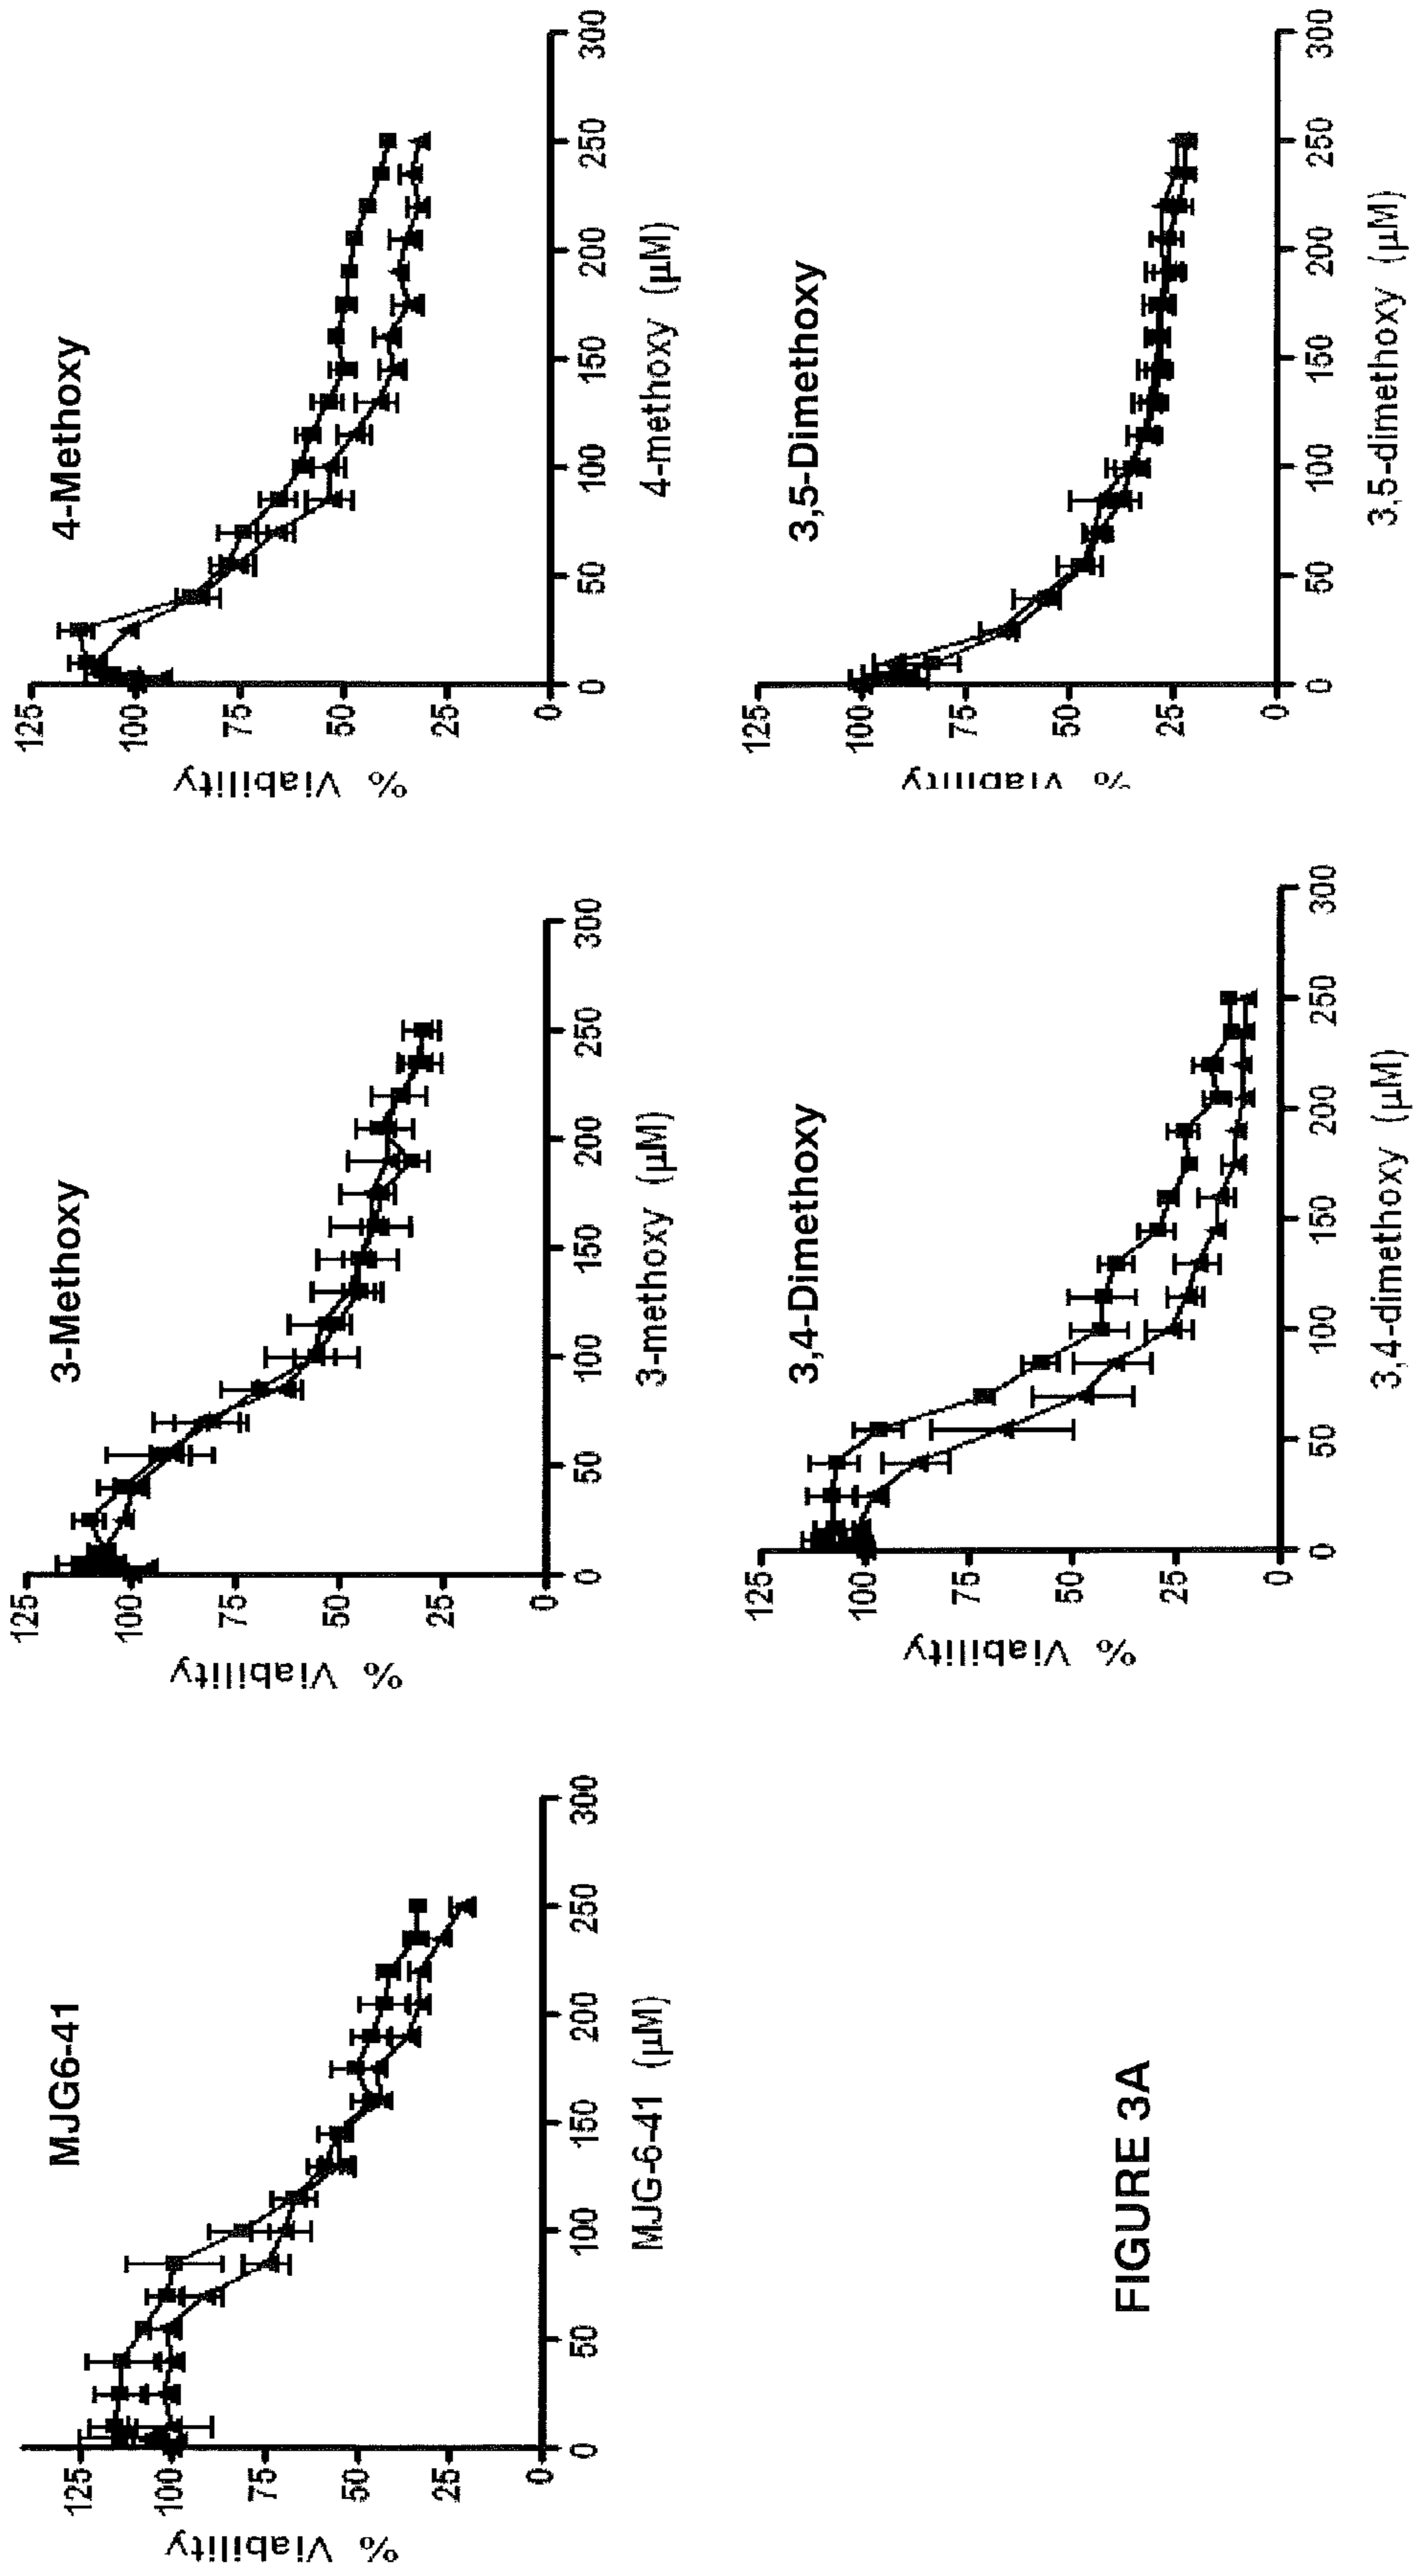 MJG6-41
% Viability
125
100
75
50
25
0
0 50 100 150 200 250 300
MJG-6-41 (µM)
3-Methoxy
% Viability
125
100
75
50
25
0
0 50 100 150 200 250 300
3-methoxy (µM)
4-Methoxy
% Viability
125
100
75
50
25
0
0 50 100 150 200 250 300
4-methoxy (µM)
3,4-Dimethoxy
% Viability
125
100
75
50
25
0
0 50 100 150 200 250 300
3,4-dimethoxy (µM)
3,5-Dimethoxy
% Viability
125
100
75
50
25
0
0 50 100 150 200 250 300
3,5-dimethoxy (µM)
FIGURE 3A